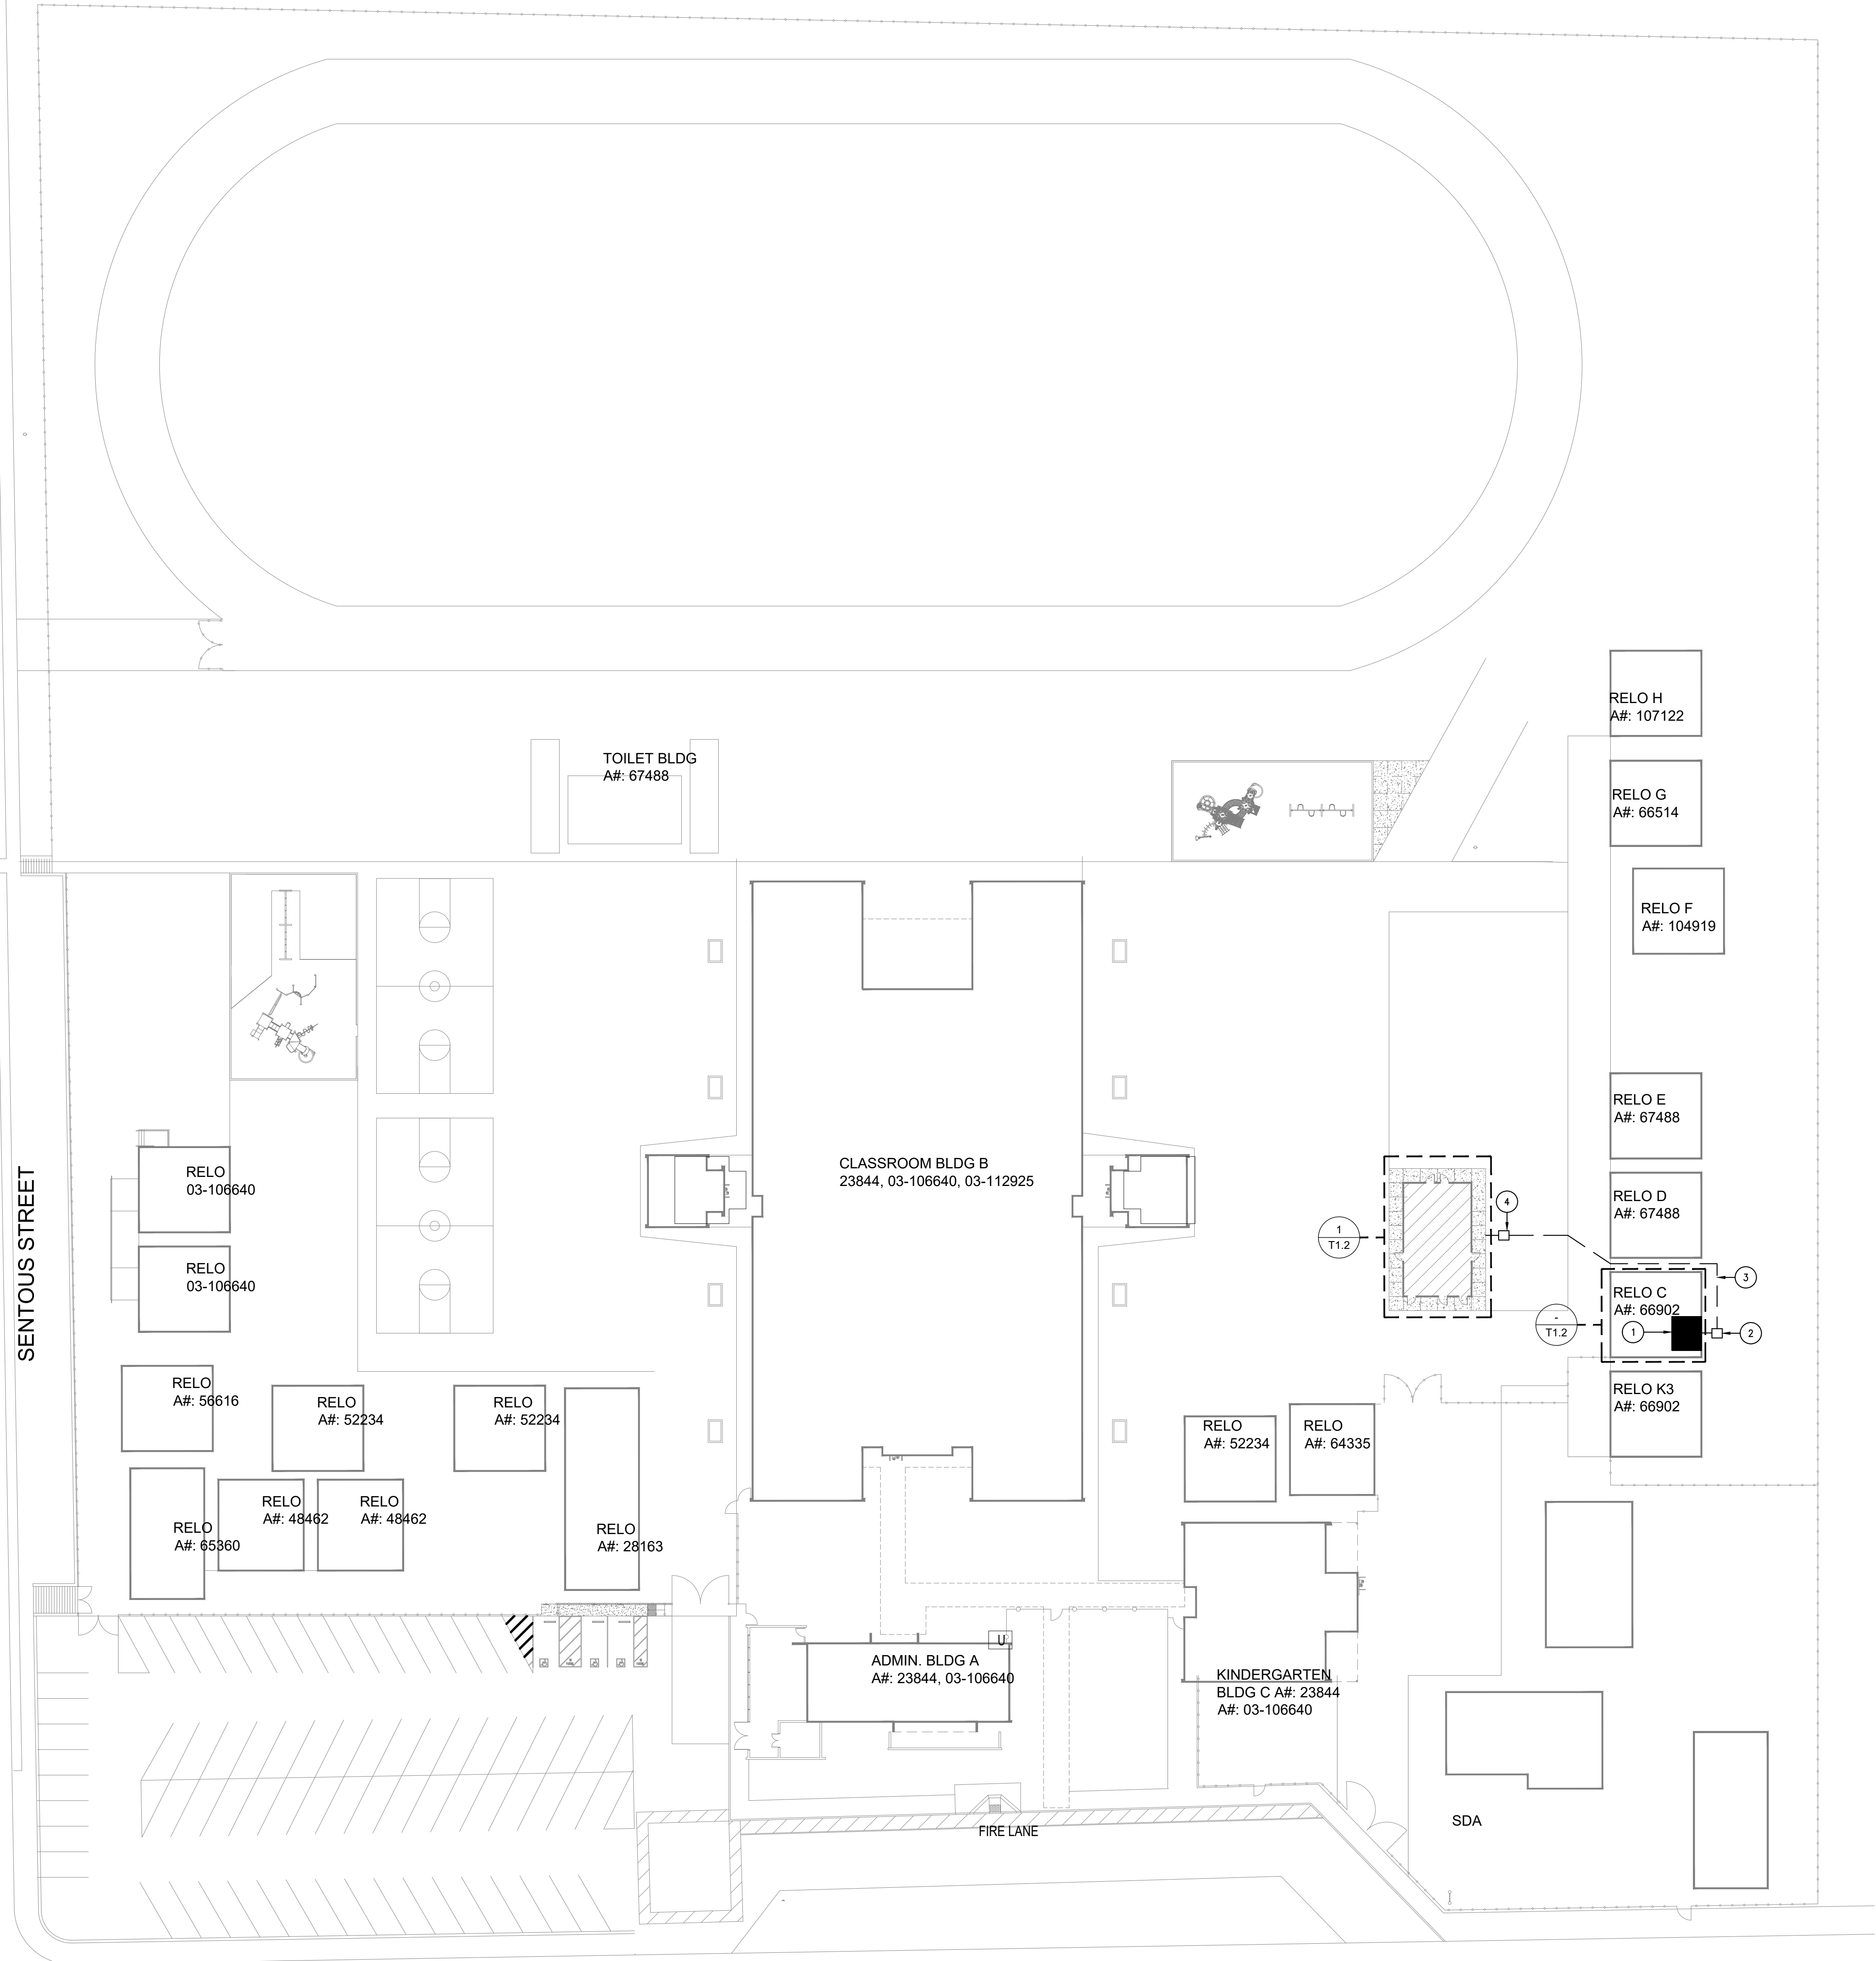 RELO H
A#: 107122
TOILET BLDG
A#: 67488
RELO G
A#: 66514
RELO F
A#: 104919
RELO E
A#: 67488
CLASSROOM BLDG B
23844, 03-106640, 03-112925
SENTOUS STREET
RELO
03-106640
RELO D
A#: 67488
4
1
T1.2
RELO
03-106640
3
RELO C
A#: 66902
-
T1.2
1
2
RELO
A#: 56616
RELO
A#: 52234
RELO
A#: 52234
RELO K3
A#: 66902
RELO
A#: 52234
RELO
A#: 64335
RELO
A#: 65360
RELO
A#: 48462
RELO
A#: 48462
RELO
A#: 28163
U
ADMIN. BLDG A
A#: 23844, 03-106640
KINDERGARTEN
BLDG C A#: 23844
A#: 03-106640
FIRE LANE
SDA